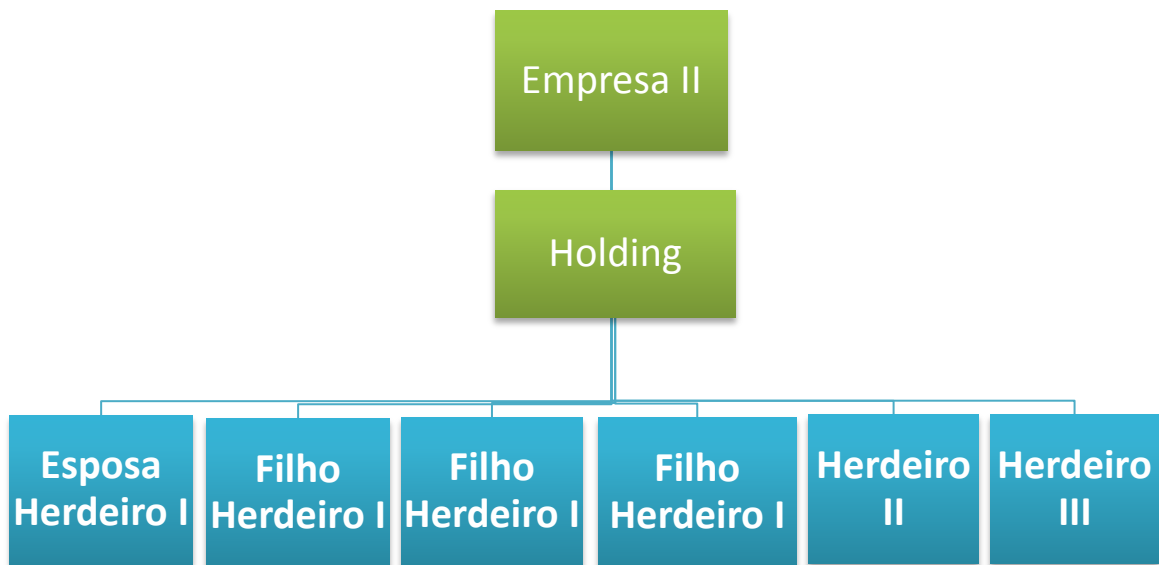 Empresa II
Holding
Esposa
Herdeiro I
Filho
Herdeiro I
Filho
Herdeiro I
Filho
Herdeiro I
Herdeiro
II
Herdeiro
III